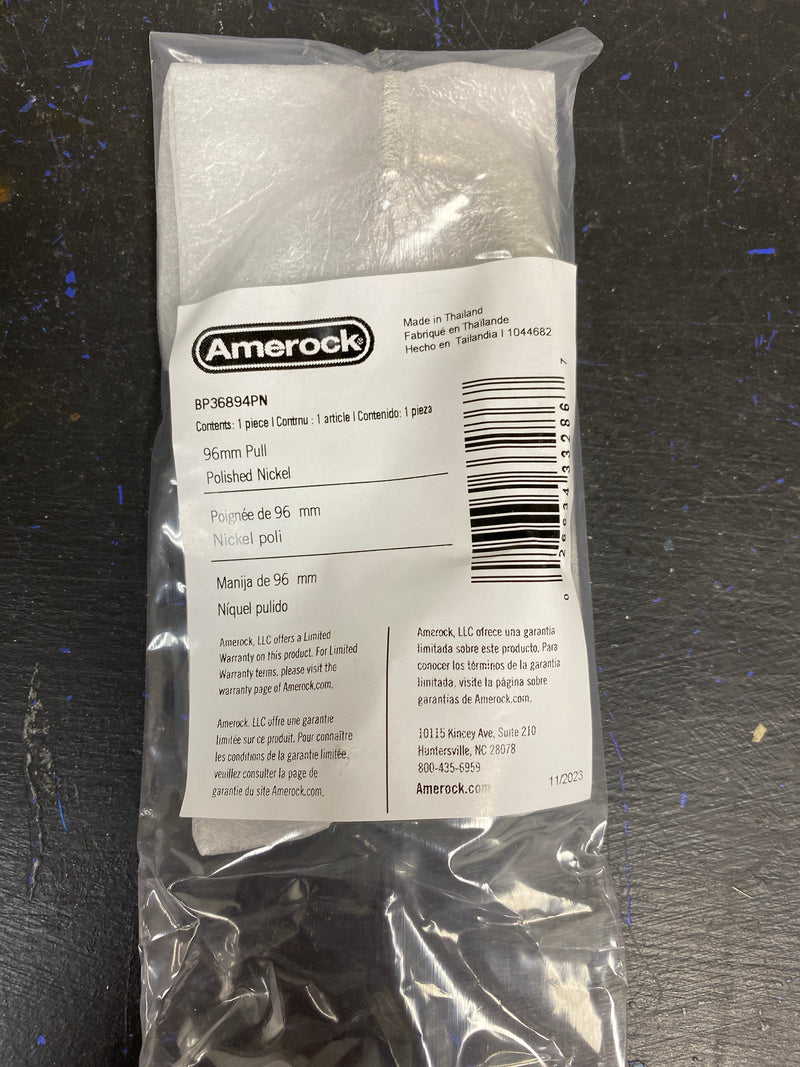 Amerock®
Made in Thailand
Fabriqué en Thaïlande
Hecho en Tailandia | 1044682
BP36894PN
Contents: 1 piece | Contenu : 1 article | Contenido: 1 pieza
96mm Pull
Polished Nickel
Poignée de 96 mm
Nickel poli
Manija de 96 mm
Níquel pulido
0 26934 33286 7
Amerock, LLC offers a Limited
Warranty on this product. For Limited
Warranty terms, please visit the
warranty page of Amerock.com.
Amerock, LLC offre une garantie
limitée sur ce produit. Pour connaître
les conditions de la garantie limitée,
veuillez consulter la page de
garantie du site Amerock.com.
Amerock, LLC ofrece una garantía
limitada sobre este producto. Para
conocer los términos de la garantía
limitada, visite la página sobre
garantías de Amerock.com.
10115 Kincey Ave, Suite 210
Huntersville, NC 28078
800-435-6959
Amerock.com
11/2023